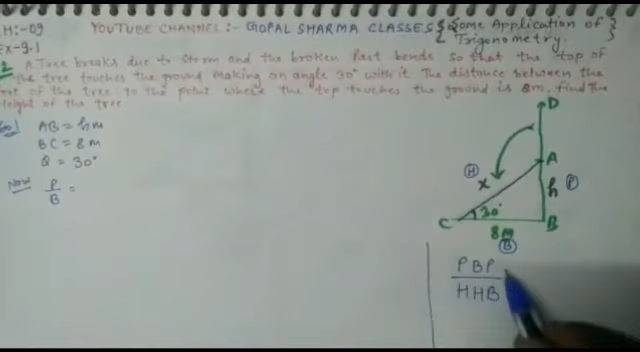 H:-09 YOUTUBE CHANNEL:- GOPAL SHARMA CLASSES { Some Application of Trigonometry. }
EX-9.1
2. A Tree breaks due to Storm and the broken Part bends So that the top of
the tree touches the ground making an angle 30° with it. The distance between the
of the tree to the point where the top touches the ground is 8m. find the
height of the tree.
Sol AB = hm
BC = 8m
θ = 30°
Now P/B =
D
A
H
x
h
P
C
30°
B
8m
B
PBP
HHB